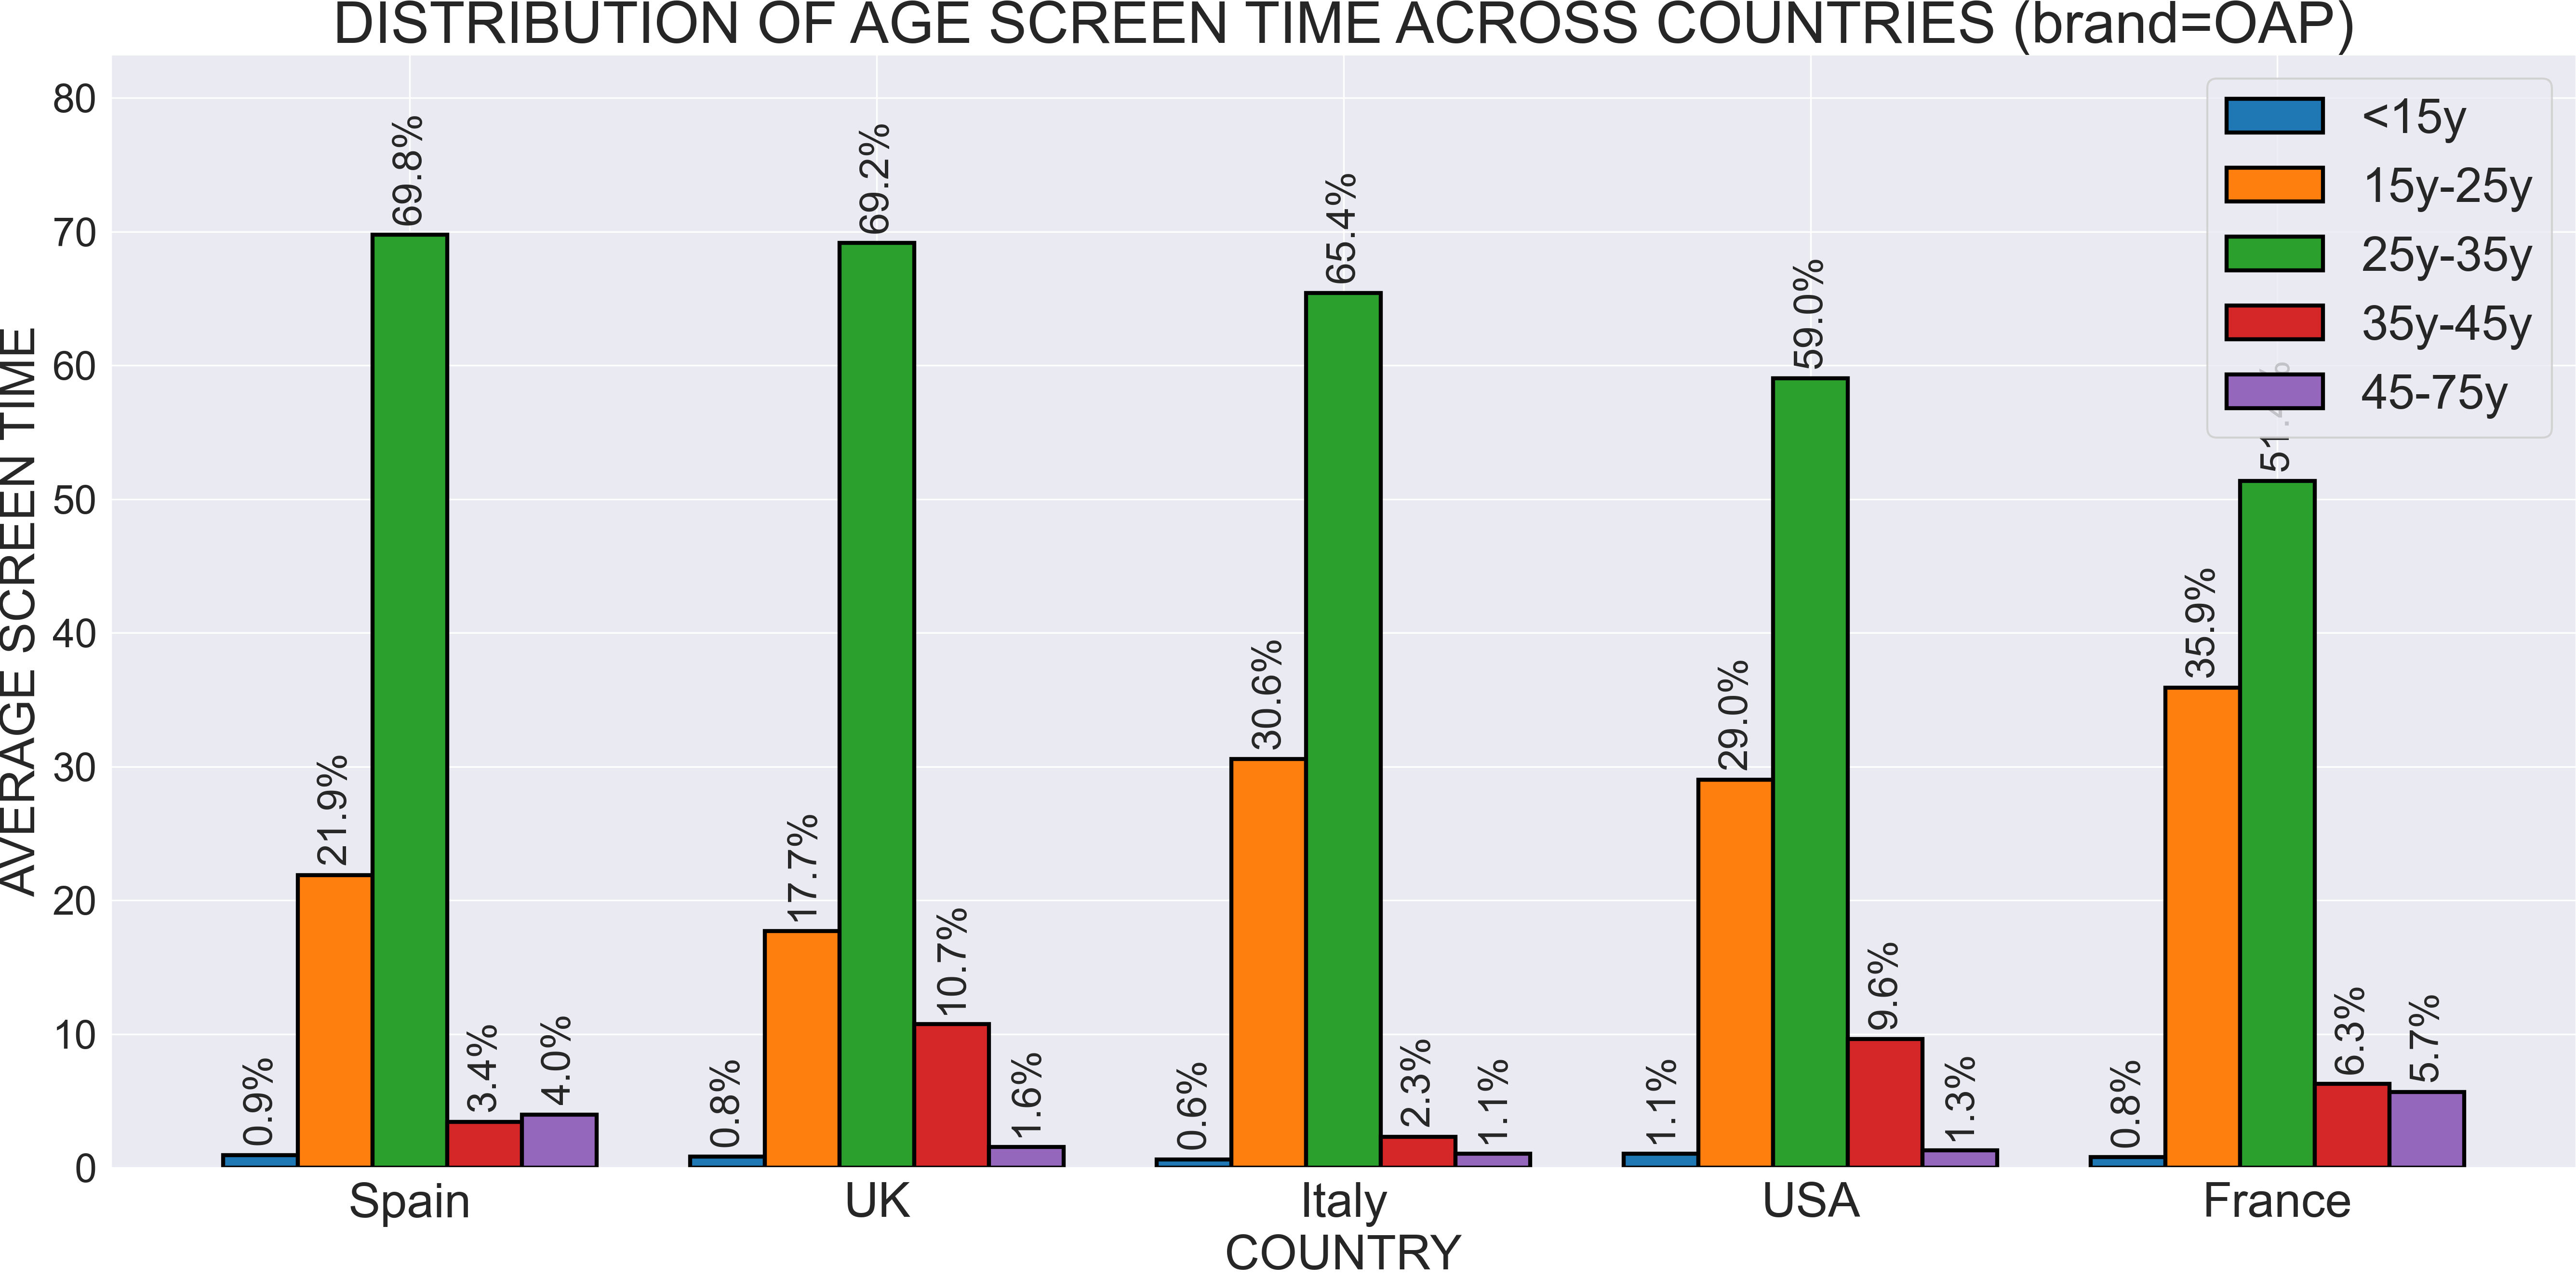 DISTRIBUTION OF AGE SCREEN TIME ACROSS COUNTRIES (brand=OAP)
AVERAGE SCREEN TIME
80
70
60
50
40
30
20
10
0
<15y
15y-25y
25y-35y
35y-45y
45-75y
0.9%
21.9%
69.8%
3.4%
4.0%
0.8%
17.7%
69.2%
10.7%
1.6%
0.6%
30.6%
65.4%
2.3%
1.1%
1.1%
29.0%
59.0%
9.6%
1.3%
0.8%
35.9%
51.4%
6.3%
5.7%
Spain
UK
Italy
USA
France
COUNTRY